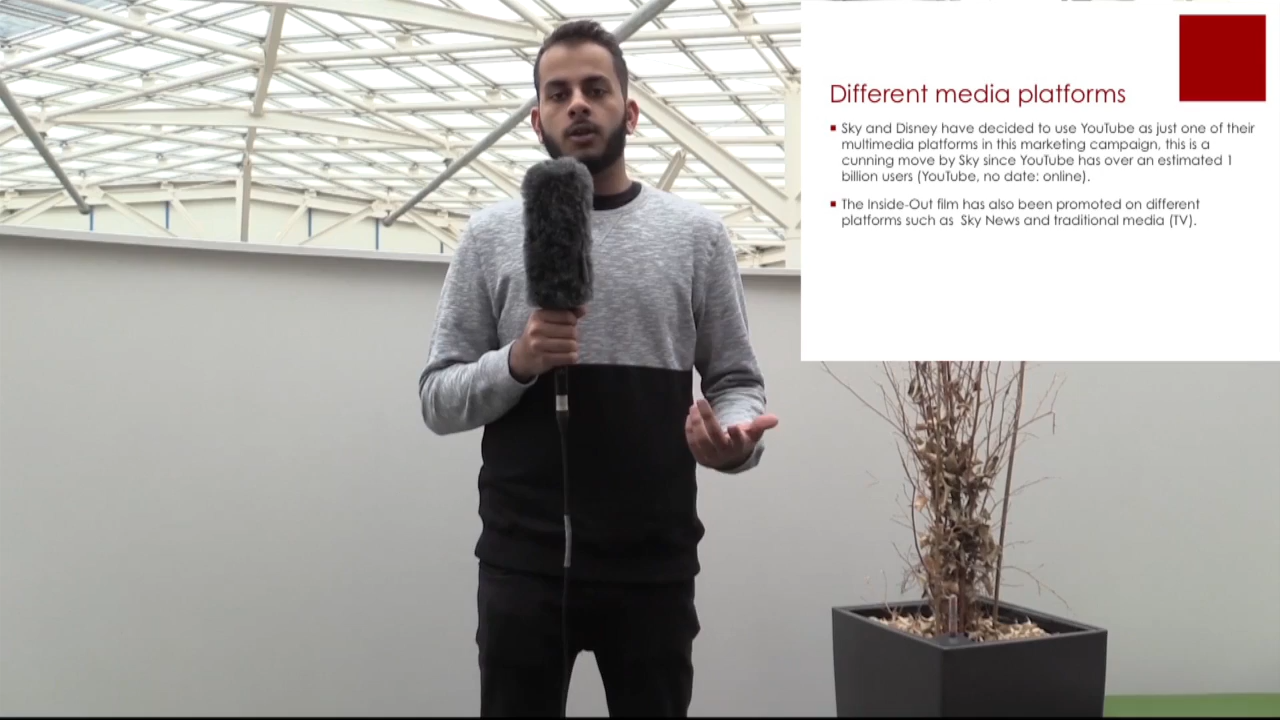 Different media platforms
Sky and Disney have decided to use YouTube as just one of their
multimedia platforms in this marketing campaign, this is a
cunning move by Sky since YouTube has over an estimated 1
billion users (YouTube, no date: online).
The Inside-Out film has also been promoted on different
platforms such as Sky News and traditional media (TV).